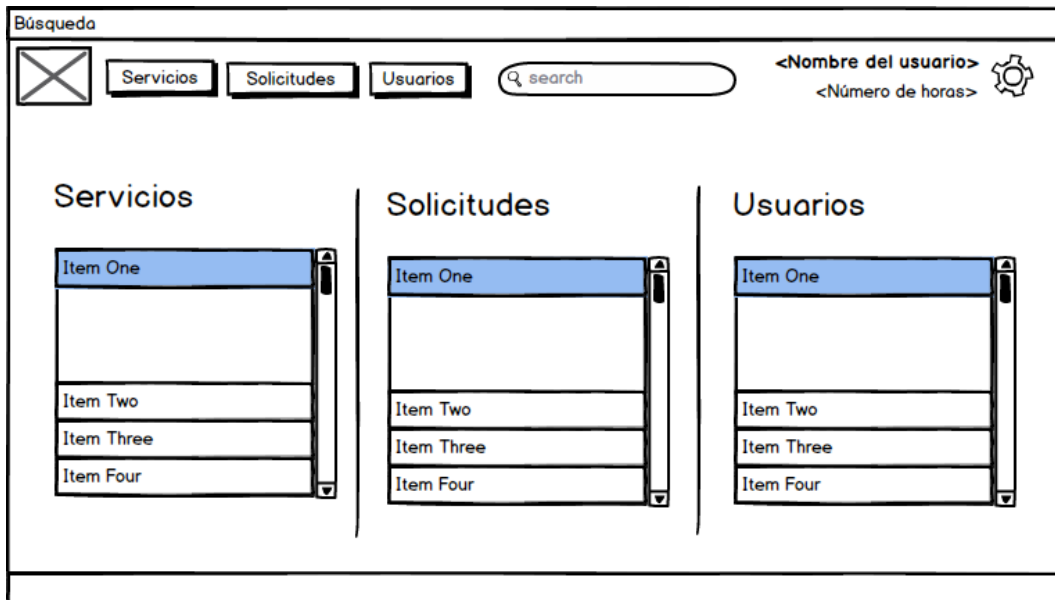 Búsqueda
Servicios
Solicitudes
Usuarios
search
<Nombre del usuario>
<Número de horas>
Servicios
Item One
Item Two
Item Three
Item Four
Solicitudes
Item One
Item Two
Item Three
Item Four
Usuarios
Item One
Item Two
Item Three
Item Four